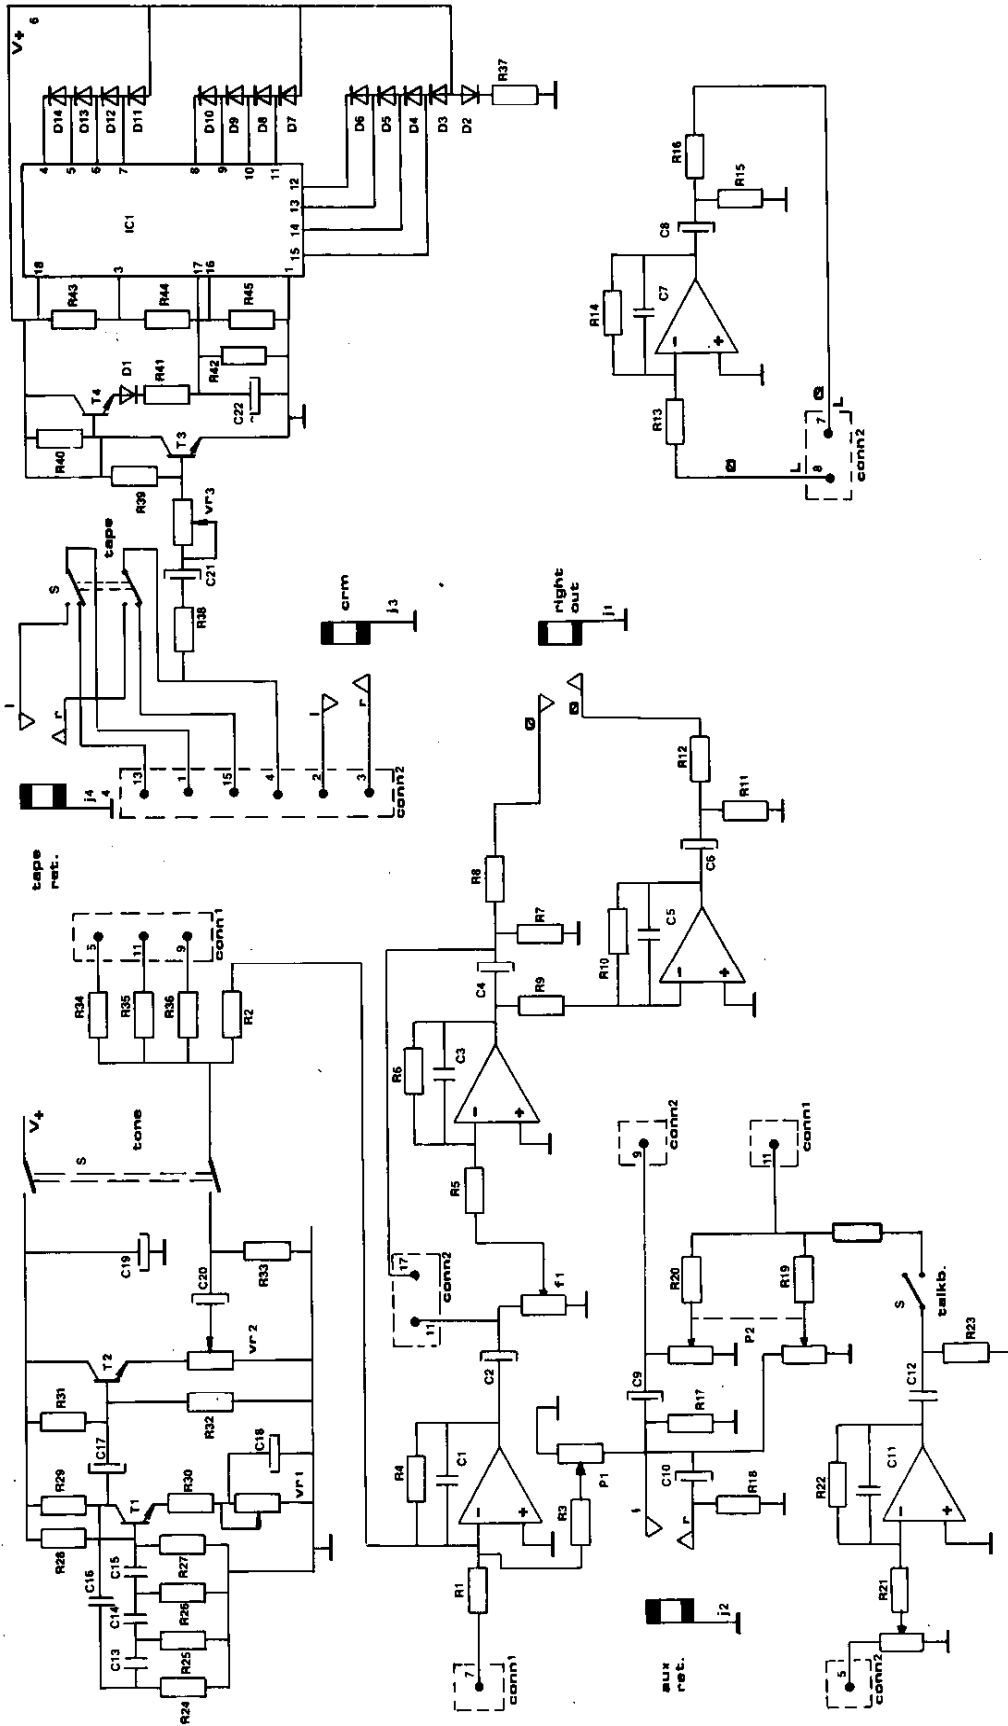 R24
C13
R25
C14
R26
C15
R27
C16
R28
R29
T1
R30
vr1
C18
C17
R31
R32
T2
vr2
C20
R33
C19
S
V+
tone
R34
R35
R36
R2
5
11
9
conn1
tape
ret.
j4
4
l
r
13
1
15
4
2
3
conn2
S
tape
R38
C21
vr3
R39
R40
T3
T4
D1
R41
C22
R42
R43
R44
R45
18
3
17
16
1
IC1
4
5
6
7
8
9
10
11
12
13
14
15
D14
D13
D12
D11
D10
D9
D8
D7
D6
D5
D4
D3
D2
R37
V+
6
l
r
crm
j3
7
conn1
R1
R4
C1
R3
P1
C2
11
17
conn2
f1
R5
R6
C3
C4
R7
R8
R9
R10
C5
C6
R11
R12
Ø
Ø
right
out
j1
8
7
conn2
L
L
Ø
Ø
R13
R14
C7
C8
R15
R16
aux
ret.
j2
l
r
C10
R18
R17
C9
P2
R20
R19
9
conn2
11
conn1
5
conn2
R21
R22
C11
C12
R23
S
talkb.
-
+
-
+
-
+
-
+
-
+